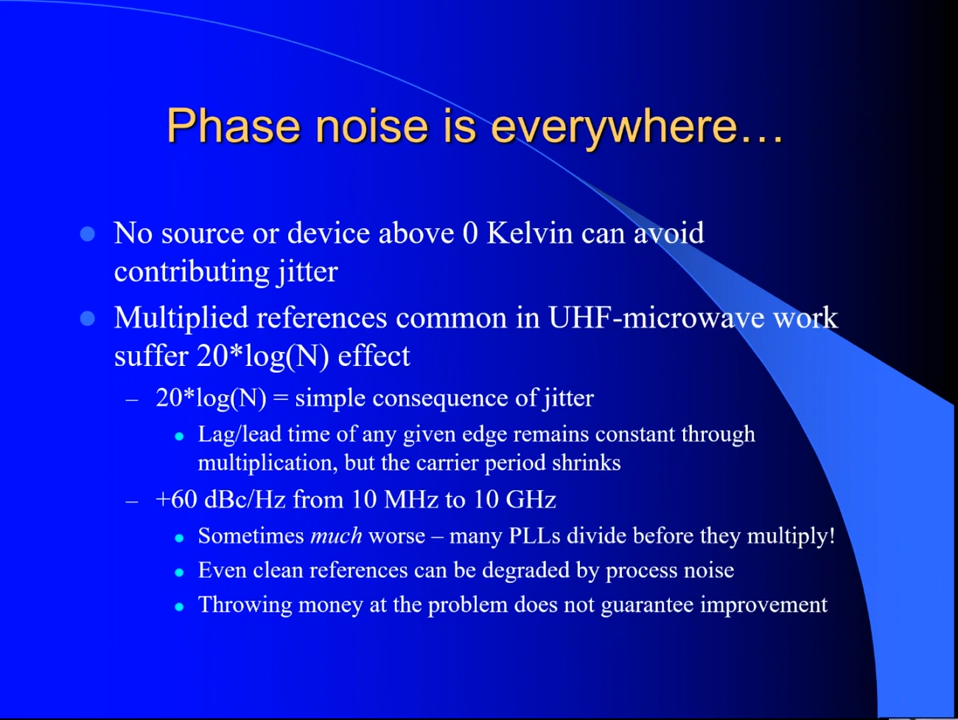 Phase noise is everywhere…
No source or device above 0 Kelvin can avoid
contributing jitter
Multiplied references common in UHF-microwave work
suffer 20*log(N) effect
– 20*log(N) = simple consequence of jitter
Lag/lead time of any given edge remains constant through
multiplication, but the carrier period shrinks
– +60 dBc/Hz from 10 MHz to 10 GHz
Sometimes much worse – many PLLs divide before they multiply!
Even clean references can be degraded by process noise
Throwing money at the problem does not guarantee improvement